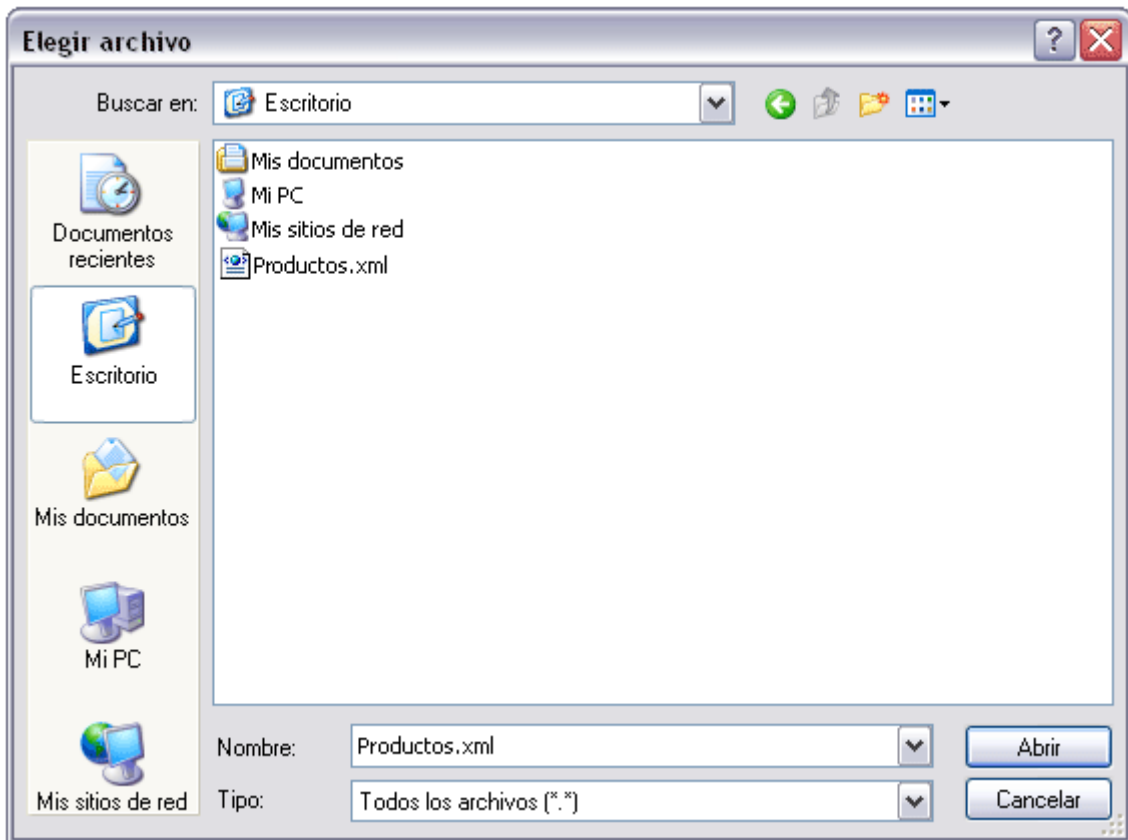 Elegir archivo
Buscar en: Escritorio
Documentos
recientes
Escritorio
Mis documentos
Mi PC
Mis sitios de red
Mis documentos
Mi PC
Mis sitios de red
Productos.xml
Nombre: Productos.xml Abrir
Tipo: Todos los archivos (*.*) Cancelar